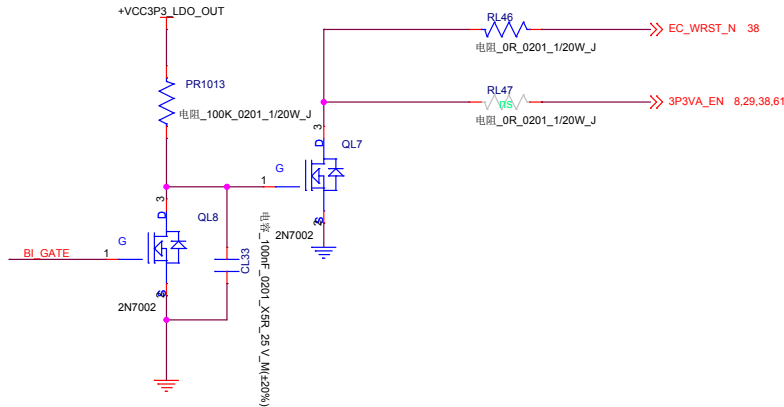 +VCC3P3_LDO_OUT
RL46
EC_WRST_N 38
电阻_0R_0201_1/20W_J
PR1013
RL47
ns
3P3VA_EN 8,29,38,61
电阻_100K_0201_1/20W_J
电阻_0R_0201_1/20W_J
3
D
QL7
G
1
3
D
QL8
S
2N7002
G
BI_GATE
1
CL33
电容_100nF_0201_X5R_25 V_M(±20%)
S
2N7002